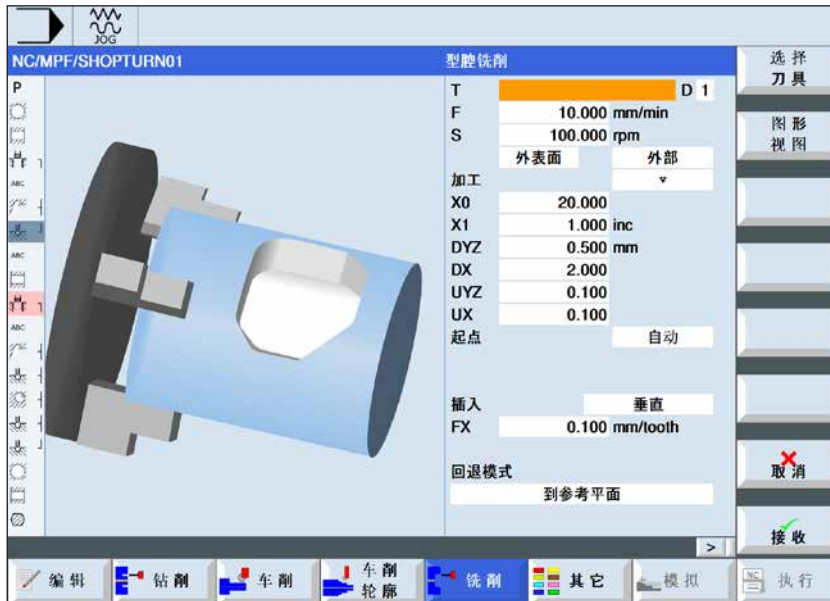 JOG
NC/MPF/SHOPTURN01
型腔铣削
选择
刀具
P
T D 1
F 10.000 mm/min
图形
视图
S 100.000 rpm
外表面 外部
ABC
加工
X0 20.000
X1 1.000 inc
ABC
DYZ 0.500 mm
DX 2.000
UYZ 0.100
ABC
UX 0.100
起点 自动
插入 垂直
FX 0.100 mm/tooth
取消
回退模式
到参考平面
接收
>
编辑 钻削 车削 车削轮廓 铣削 其它 模拟 NC 执行